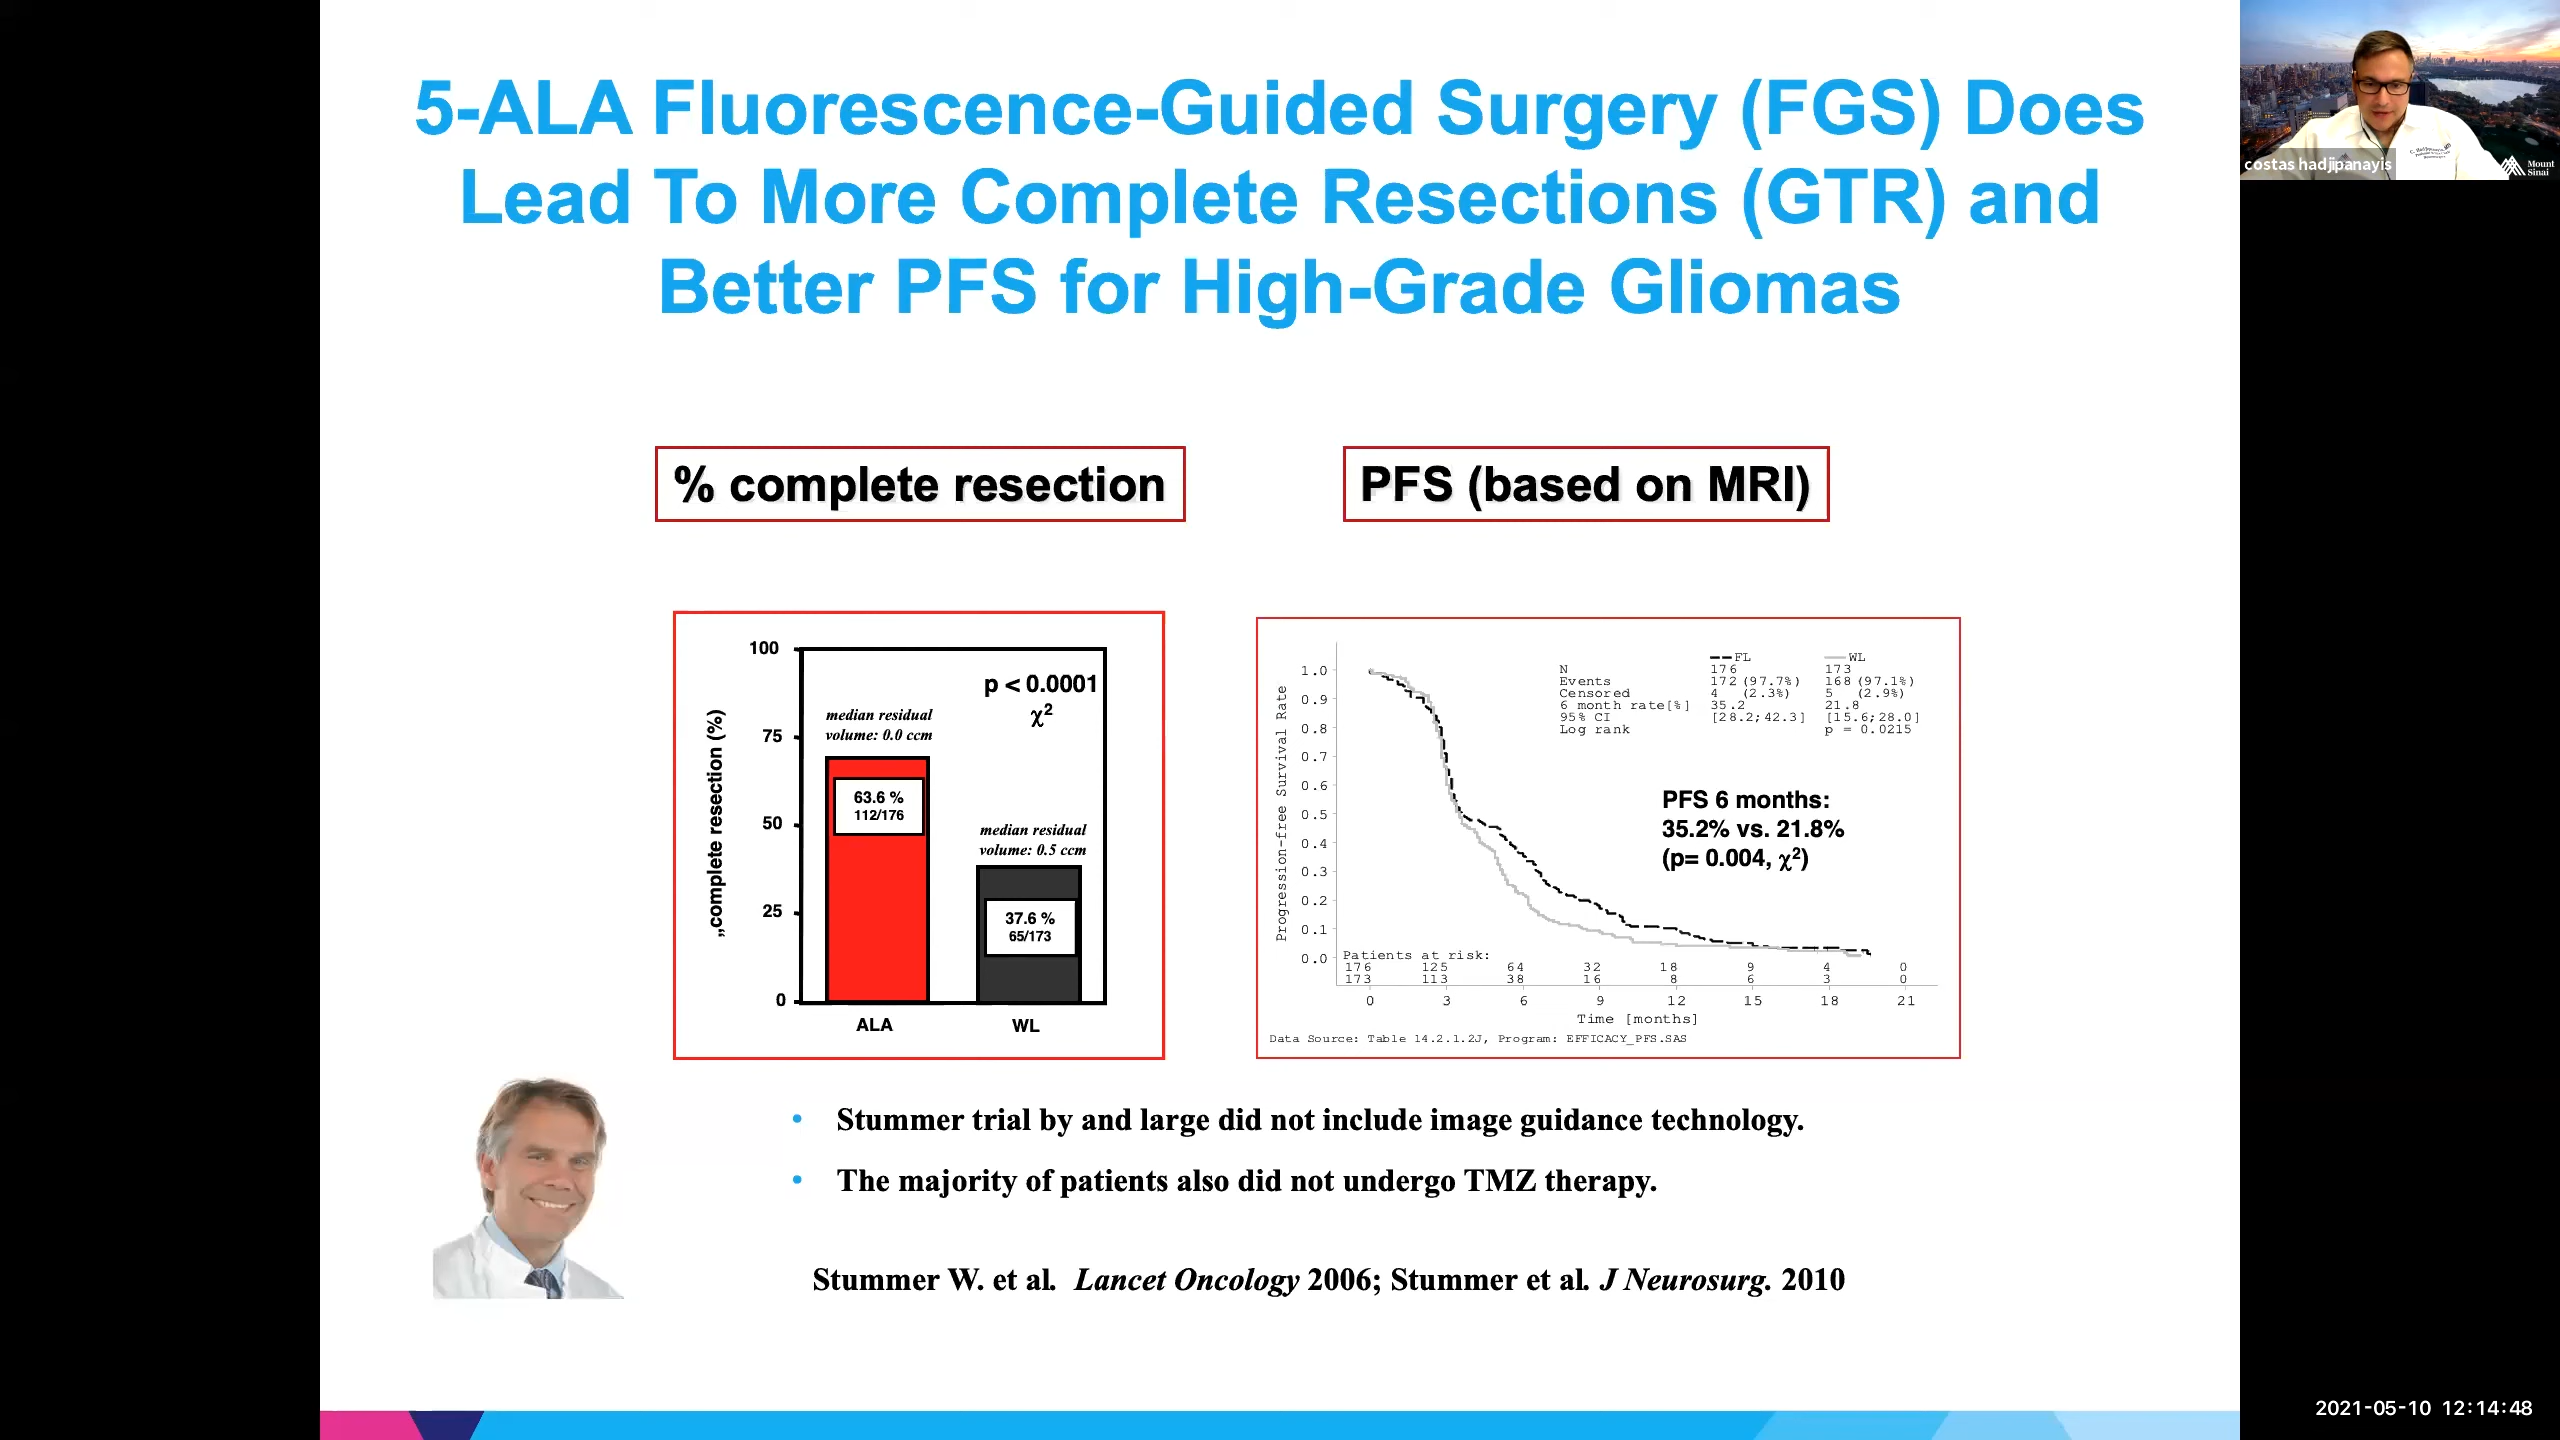 5-ALA Fluorescence-Guided Surgery (FGS) Does
Lead To More Complete Resections (GTR) and
Better PFS for High-Grade Gliomas
costas hadjipanayis
Mount
Sinai
% complete resection
PFS (based on MRI)
„complete resection (%)
100
75
50
25
0
p < 0.0001
χ²
median residual
volume: 0.0 ccm
63.6 %
112/176
median residual
volume: 0.5 ccm
37.6 %
65/173
ALA
WL
Progression-free Survival Rate
1.0
0.9
0.8
0.7
0.6
0.5
0.4
0.3
0.2
0.1
0.0
FL WL
N 176 173
Events 172 (97.7%) 168 (97.1%)
Censored 4 (2.3%) 5 (2.9%)
6 month rate[%] 35.2 21.8
95% CI [28.2;42.3] [15.6;28.0]
Log rank p = 0.0215
PFS 6 months:
35.2% vs. 21.8%
(p= 0.004, χ²)
Patients at risk:
176 125 64 32 18 9 4 0
173 113 38 16 8 6 3 0
0 3 6 9 12 15 18 21
Time [months]
Data Source: Table 14.2.1.2J, Program: EFFICACY_PFS.SAS
• Stummer trial by and large did not include image guidance technology.
• The majority of patients also did not undergo TMZ therapy.
Stummer W. et al. Lancet Oncology 2006; Stummer et al. J Neurosurg. 2010
2021-05-10 12:14:48